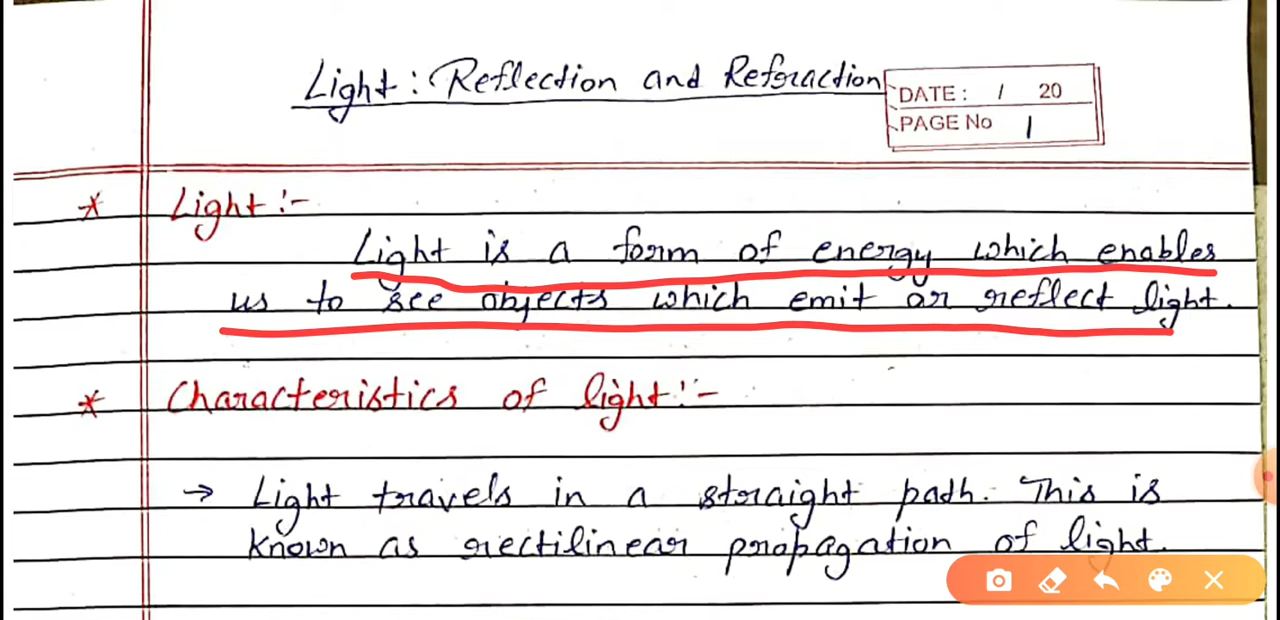 Light: Reflection and Refraction
DATE: / 20
PAGE No 1
* Light:-
Light is a form of energy which enables
us to see objects which emit or reflect light.
* Characteristics of light:-
→ Light travels in a straight path. This is
known as rectilinear propagation of light.